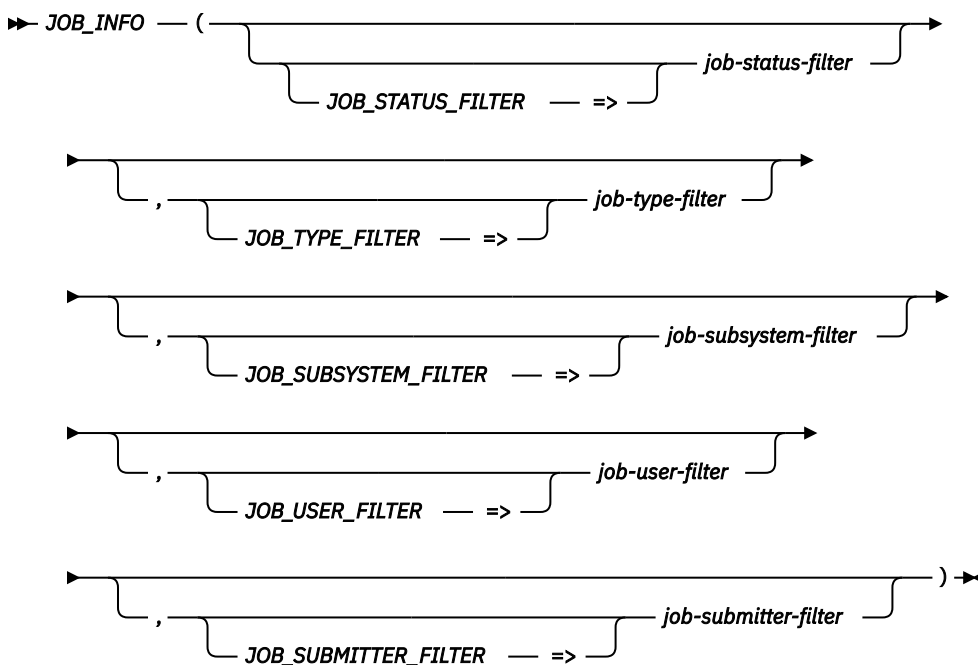 JOB_INFO ( job-status-filter
JOB_STATUS_FILTER =>
, job-type-filter
JOB_TYPE_FILTER =>
, job-subsystem-filter
JOB_SUBSYSTEM_FILTER =>
, job-user-filter
JOB_USER_FILTER =>
)
, job-submitter-filter
JOB_SUBMITTER_FILTER =>